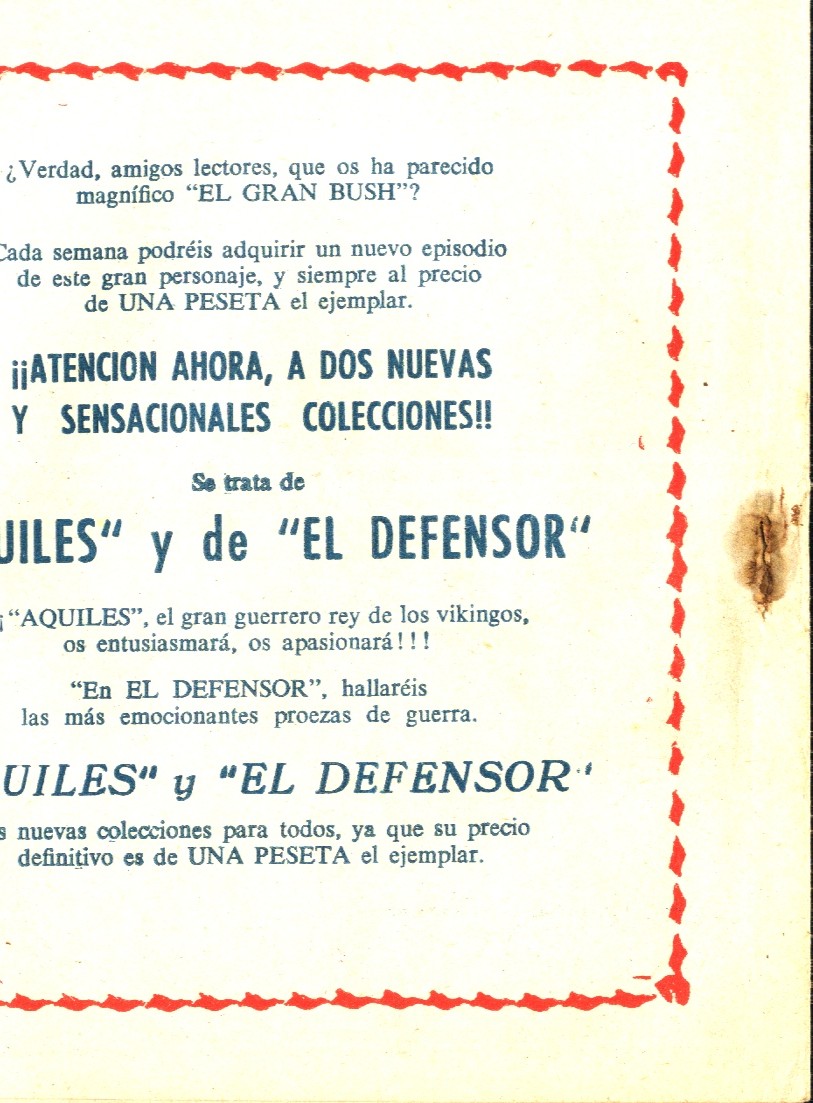 ¿Verdad, amigos lectores, que os ha parecido
magnífico “EL GRAN BUSH”?
Cada semana podréis adquirir un nuevo episodio
de este gran personaje, y siempre al precio
de UNA PESETA el ejemplar.
¡¡ATENCION AHORA, A DOS NUEVAS
Y SENSACIONALES COLECCIONES!!
Se trata de
UILES“ y de “EL DEFENSOR“
¡“AQUILES”, el gran guerrero rey de los vikingos,
os entusiasmará, os apasionará!!!
“En EL DEFENSOR”, hallaréis
las más emocionantes proezas de guerra.
UILES“ y “EL DEFENSOR“
s nuevas colecciones para todos, ya que su precio
definitivo es de UNA PESETA el ejemplar.